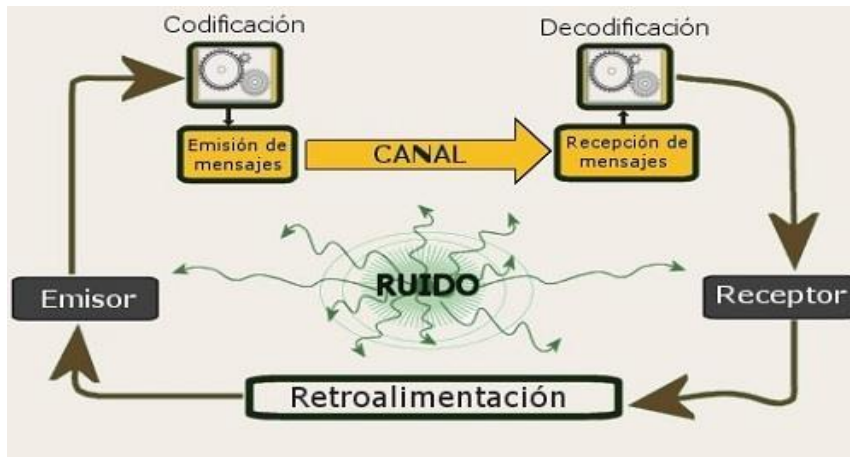 Codificación
Decodificación
Emisión de
mensajes
CANAL
Recepción de
mensajes
RUIDO
Emisor
Receptor
Retroalimentación